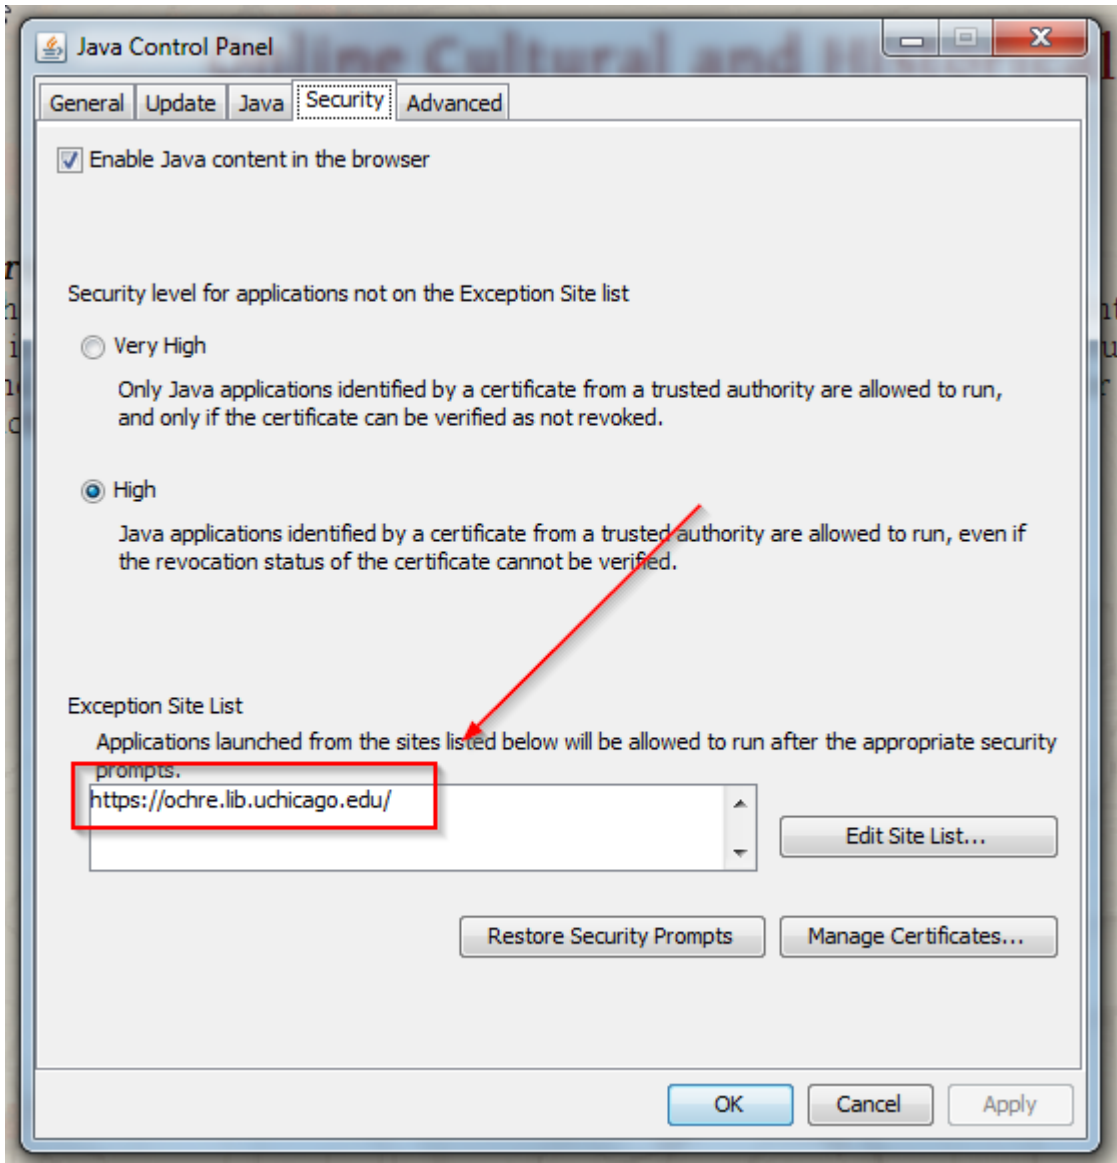 Java Control Panel
Online Cultural and Historical
General Update Java Security Advanced
Enable Java content in the browser
Security level for applications not on the Exception Site list
Very High
Only Java applications identified by a certificate from a trusted authority are allowed to run,
and only if the certificate can be verified as not revoked.
High
Java applications identified by a certificate from a trusted authority are allowed to run, even if
the revocation status of the certificate cannot be verified.
Exception Site List
Applications launched from the sites listed below will be allowed to run after the appropriate security
prompts.
https://ochre.lib.uchicago.edu/
Edit Site List...
Restore Security Prompts
Manage Certificates...
OK Cancel Apply